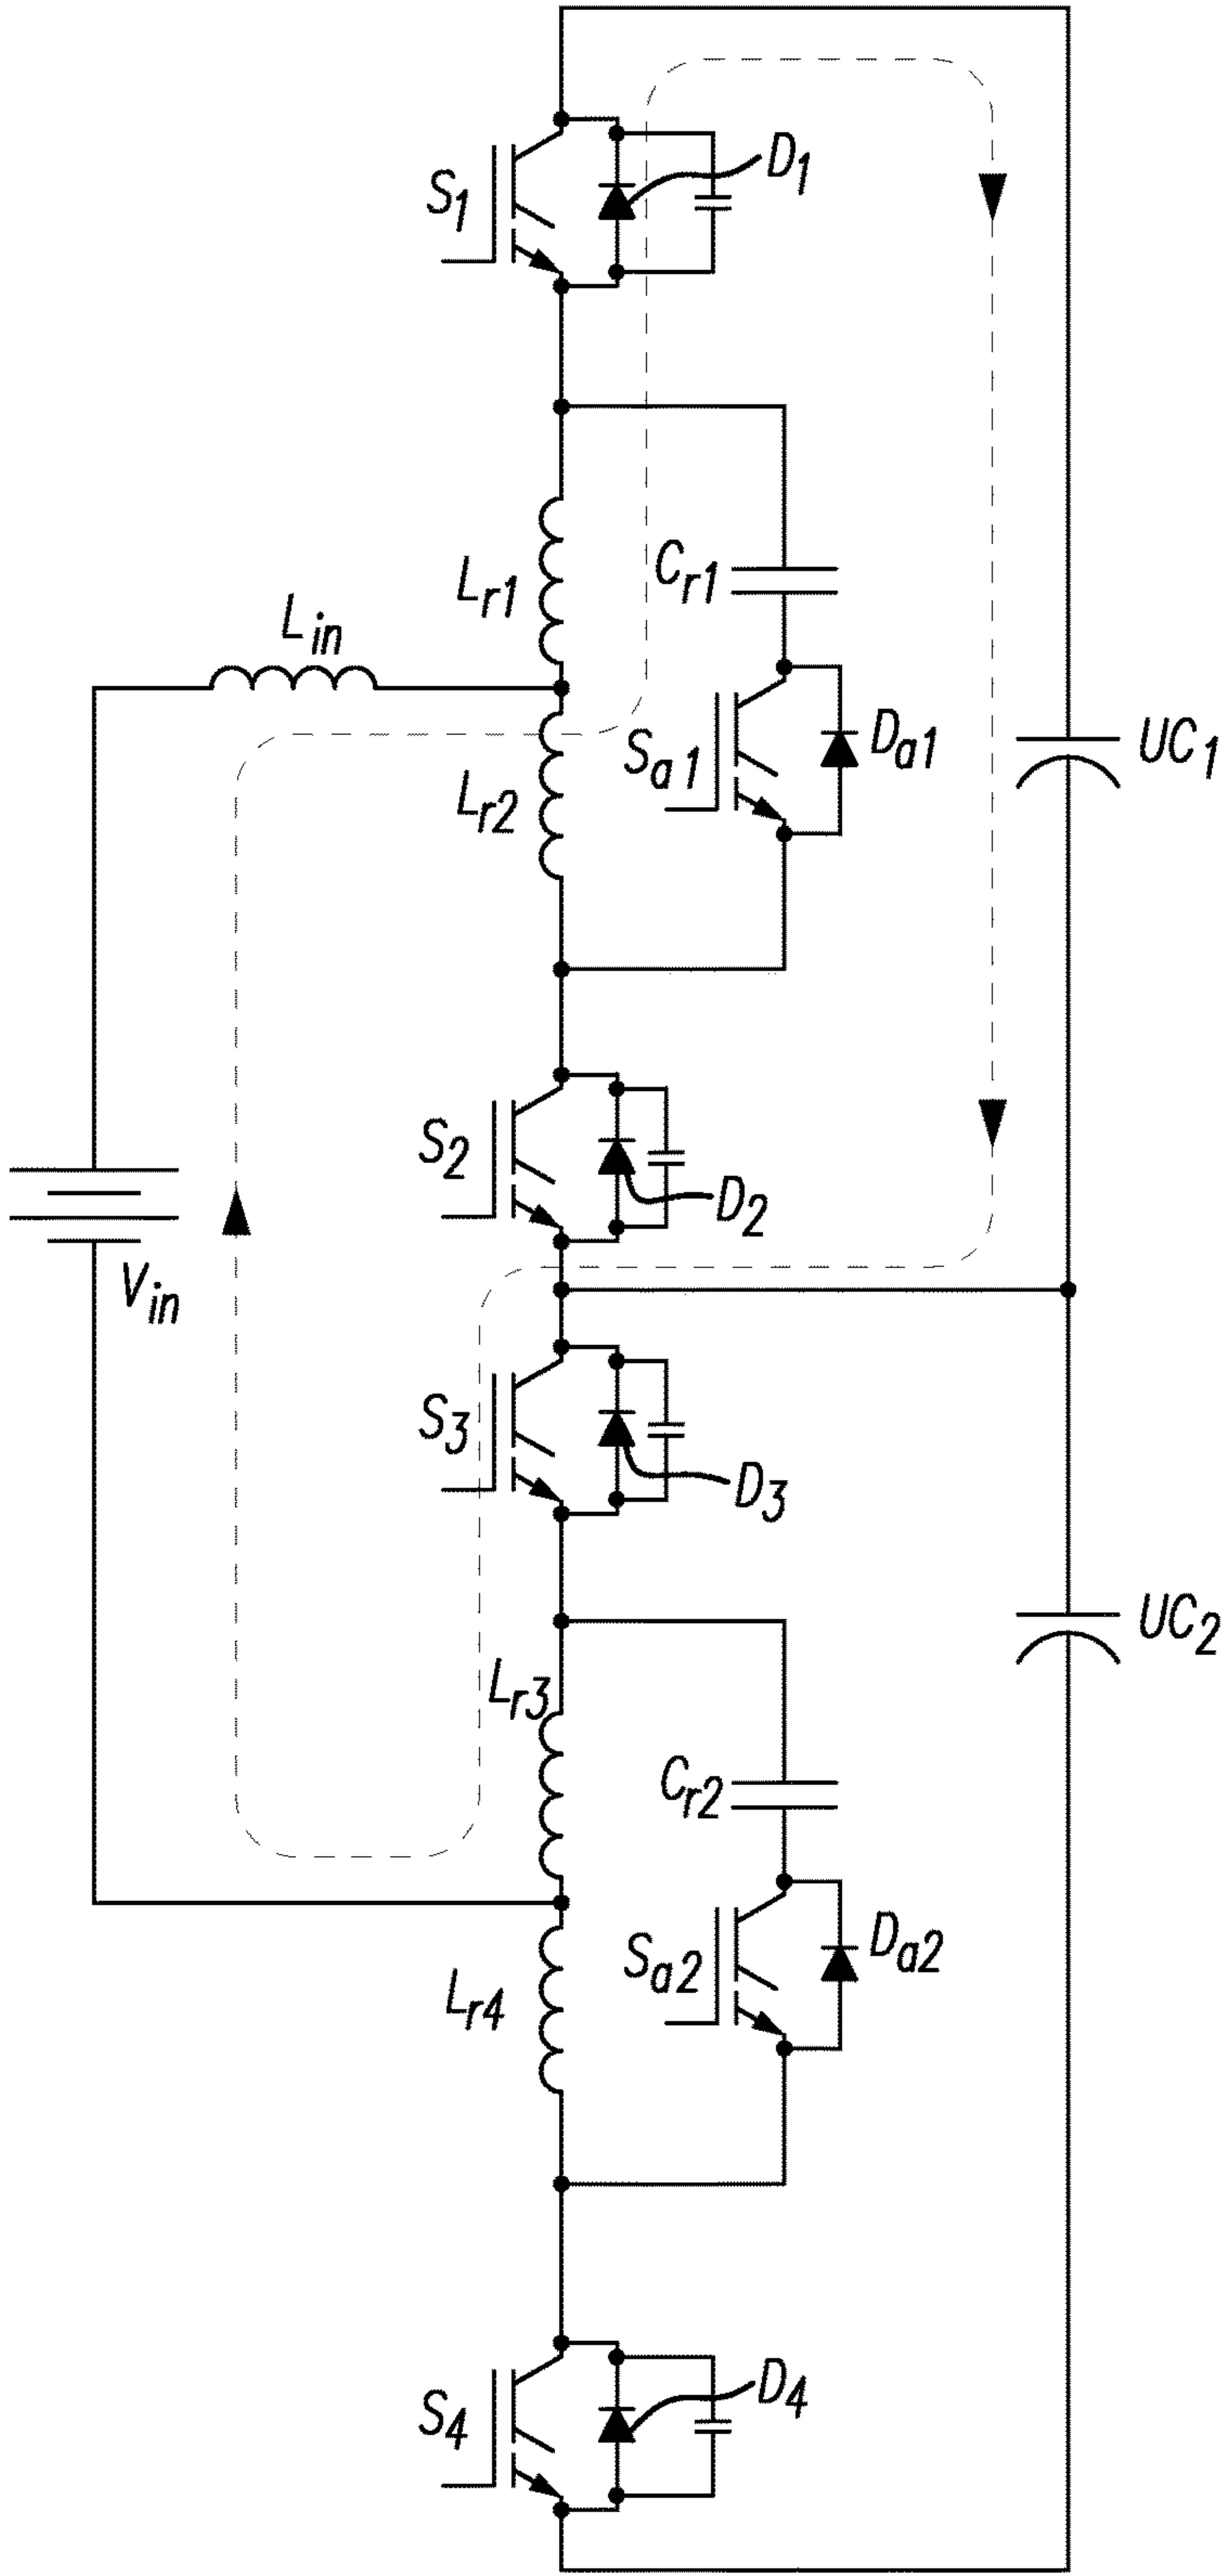 D1
S1
Lr1
Cr1
Lin
Sa1
Da1
UC1
Lr2
S2
D2
Vin
S3
D3
UC2
Lr3
Cr2
Sa2
Da2
Lr4
D4
S4